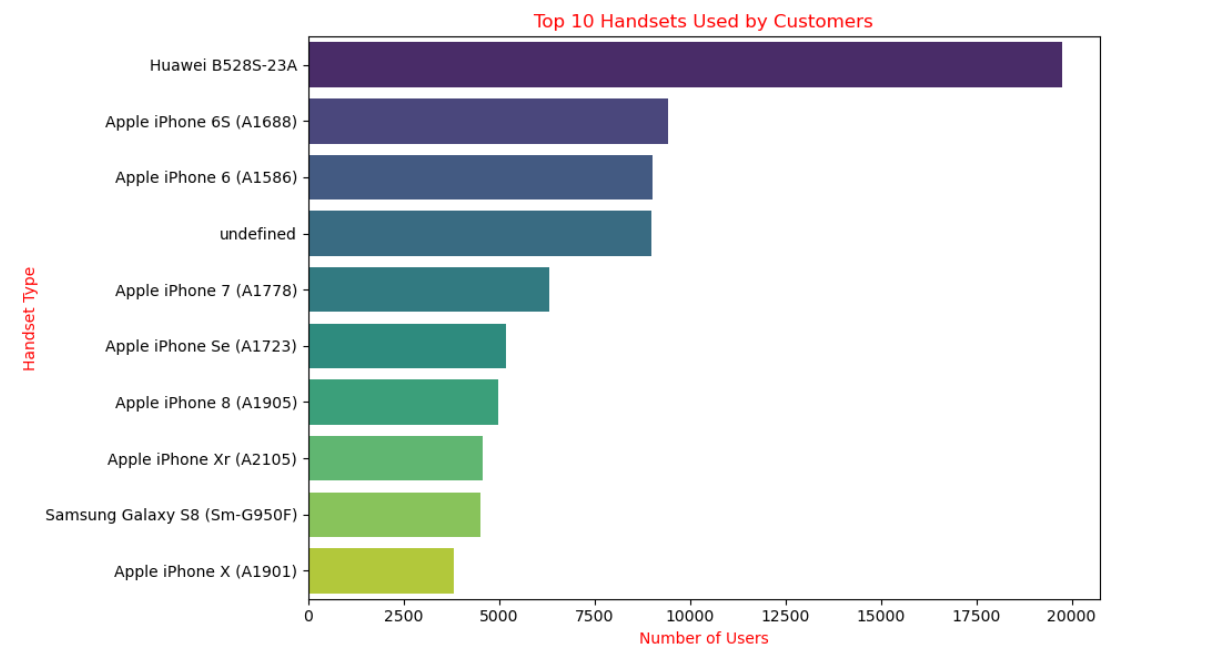 Top 10 Handsets Used by Customers
Handset Type
Huawei B528S-23A
Apple iPhone 6S (A1688)
Apple iPhone 6 (A1586)
undefined
Apple iPhone 7 (A1778)
Apple iPhone Se (A1723)
Apple iPhone 8 (A1905)
Apple iPhone Xr (A2105)
Samsung Galaxy S8 (Sm-G950F)
Apple iPhone X (A1901)
0 2500 5000 7500 10000 12500 15000 17500 20000
Number of Users